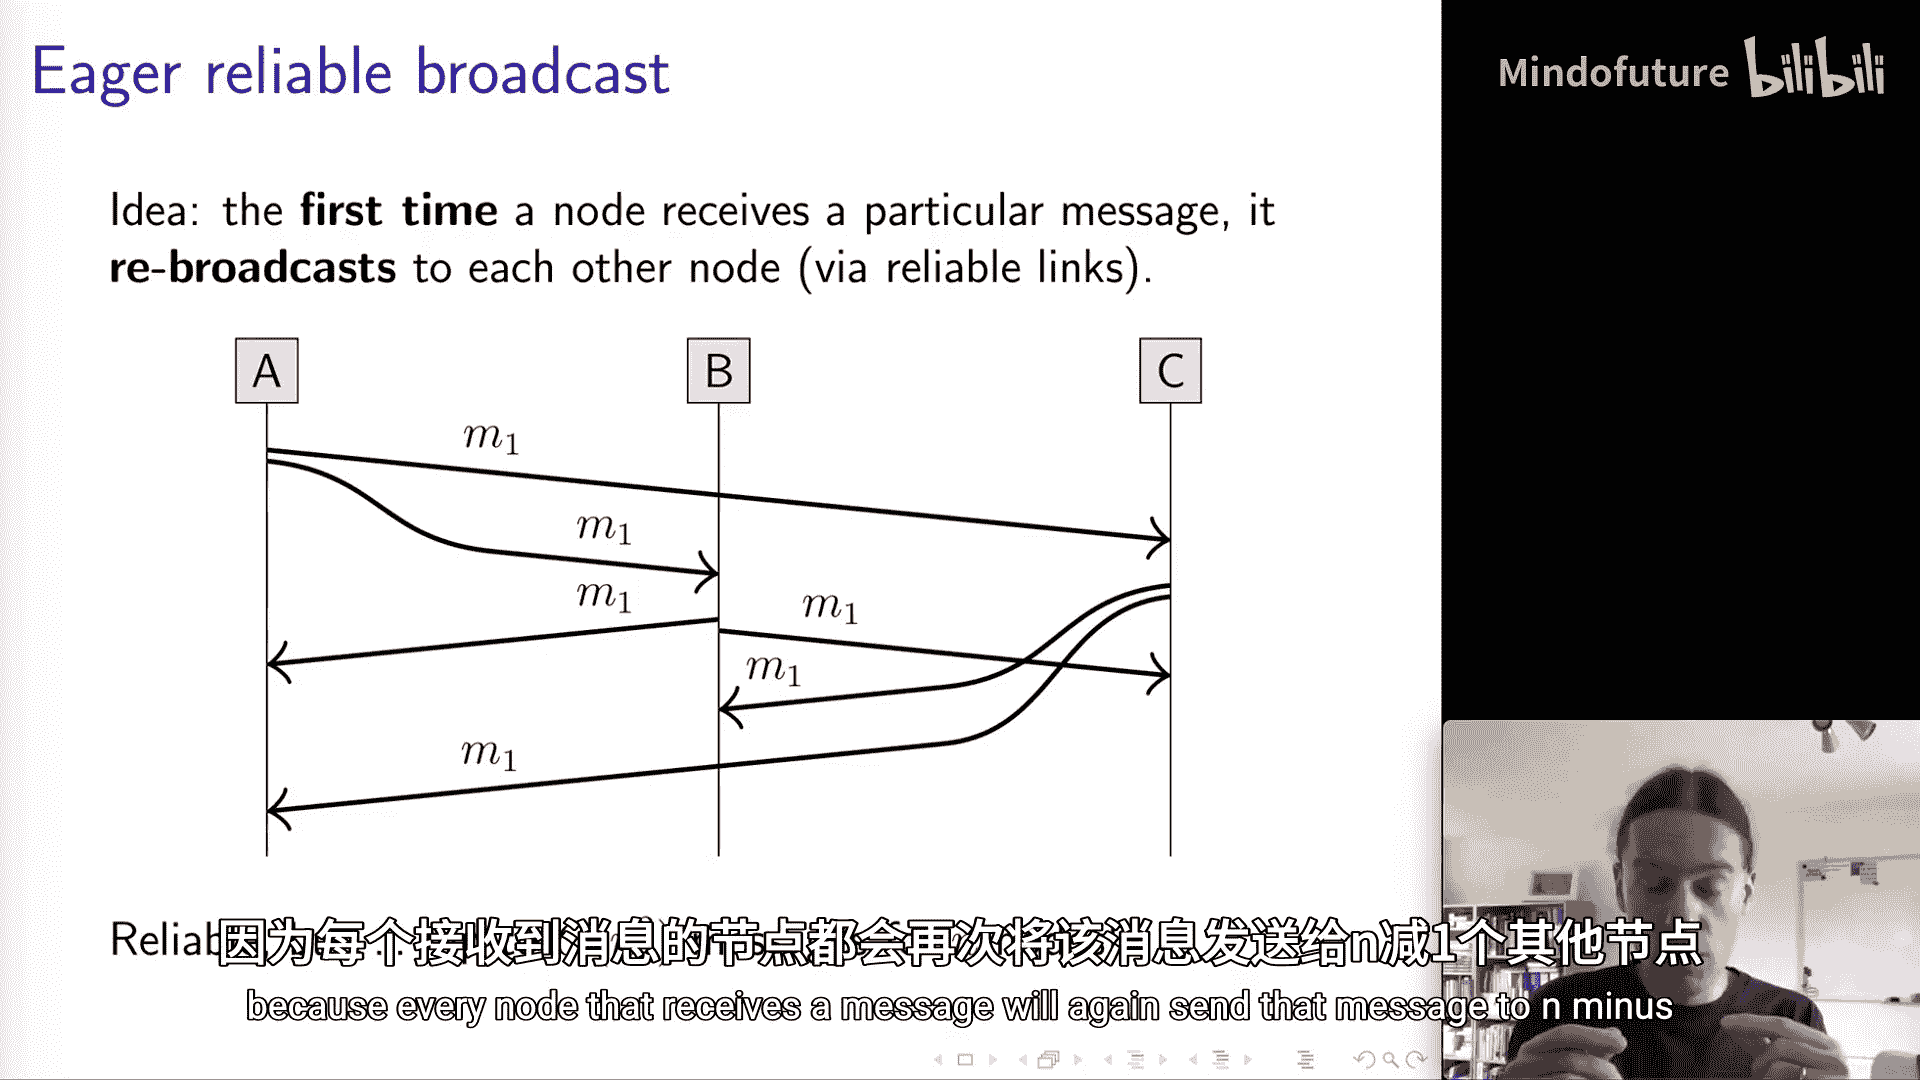 Eager reliable broadcast
Mindofuture bilibili
Idea: the first time a node receives a particular message, it
re-broadcasts to each other node (via reliable links).
A
B
C
m₁
m₁
m₁
m₁
m₁
m₁
因为每个接收到消息的节点都会再次将该消息发送给n减1个其他节点
because every node that receives a message will again send that message to n minus